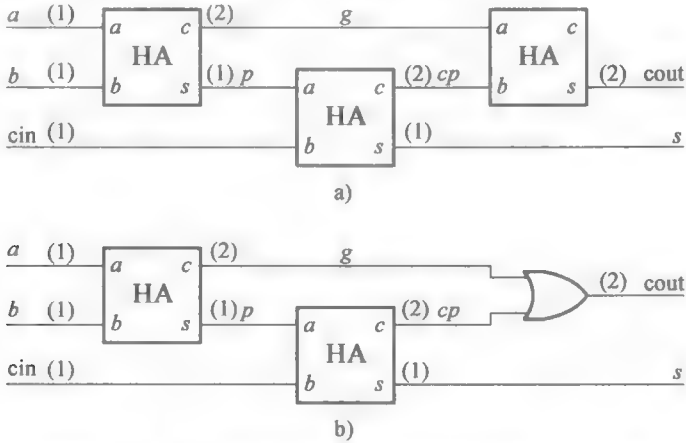 a (1) a c (2) g a c
HA HA
b (1) b s (1) p a c (2) cp b s (2) cout
HA
cin (1) b s (1) s
a)
a (1) a c (2) g
HA (2) cout
b (1) b s (1) p a c (2) cp
HA
cin (1) b s (1) s
b)